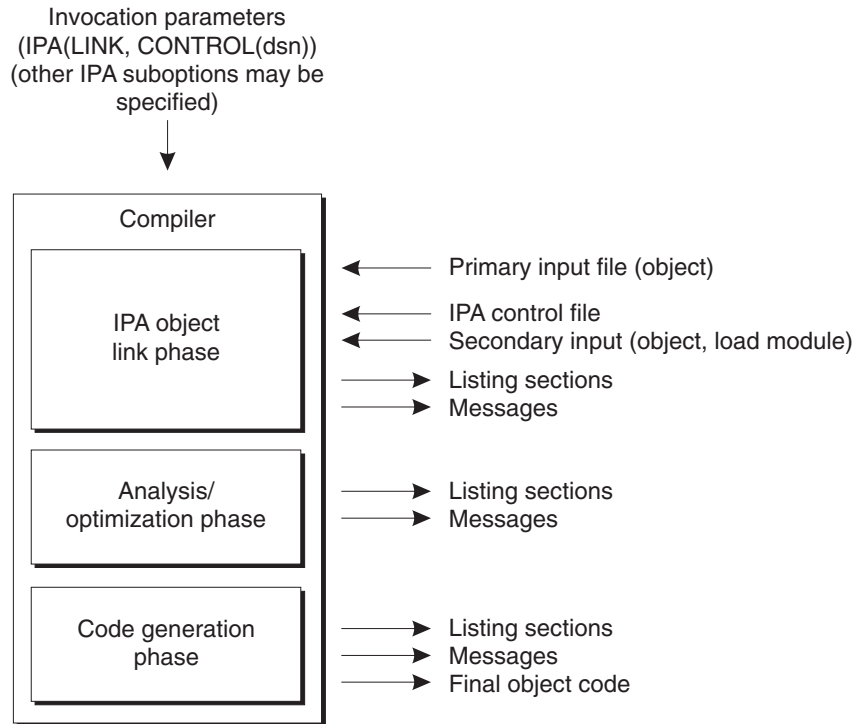 Invocation parameters
(IPA(LINK, CONTROL(dsn))
(other IPA suboptions may be
specified)
Compiler
IPA object
link phase
Primary input file (object)
IPA control file
Secondary input (object, load module)
Listing sections
Messages
Analysis/
optimization phase
Listing sections
Messages
Code generation
phase
Listing sections
Messages
Final object code